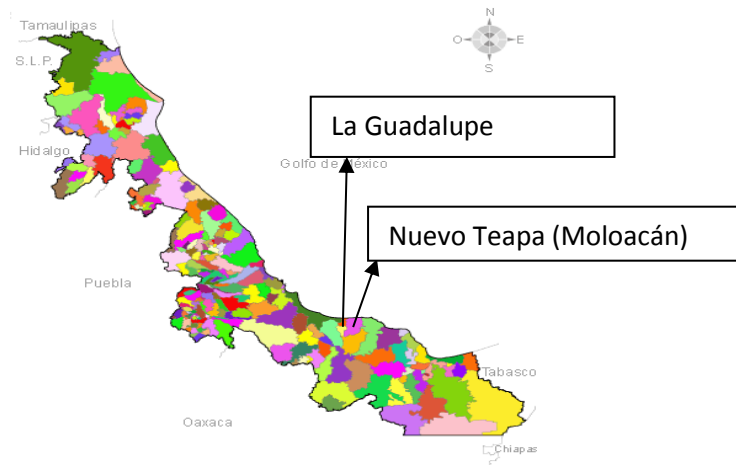 Tamaulipas
N
O
E
S
S.L.P.
La Guadalupe
Hidalgo
Golfo de México
Nuevo Teapa (Moloacán)
Puebla
Tabasco
Oaxaca
Chiapas